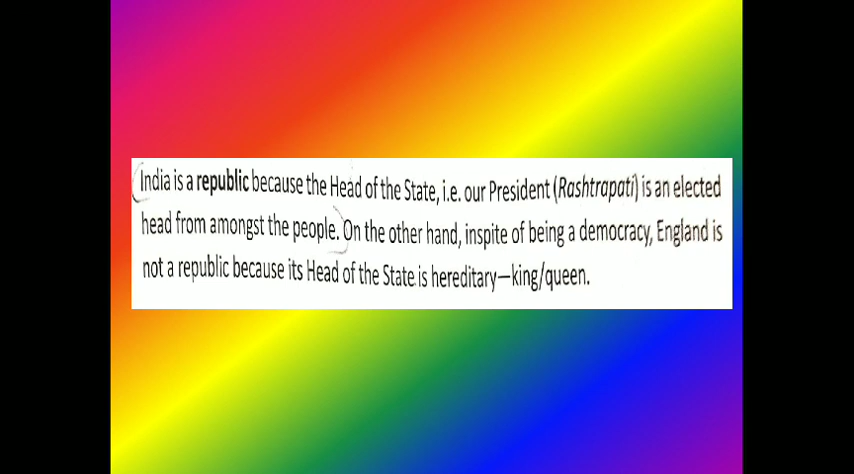 India is a republic because the Head of the State, i.e. our President (Rashtrapati) is an elected
head from amongst the people. On the other hand, inspite of being a democracy, England is
not a republic because its Head of the State is hereditary—king/queen.